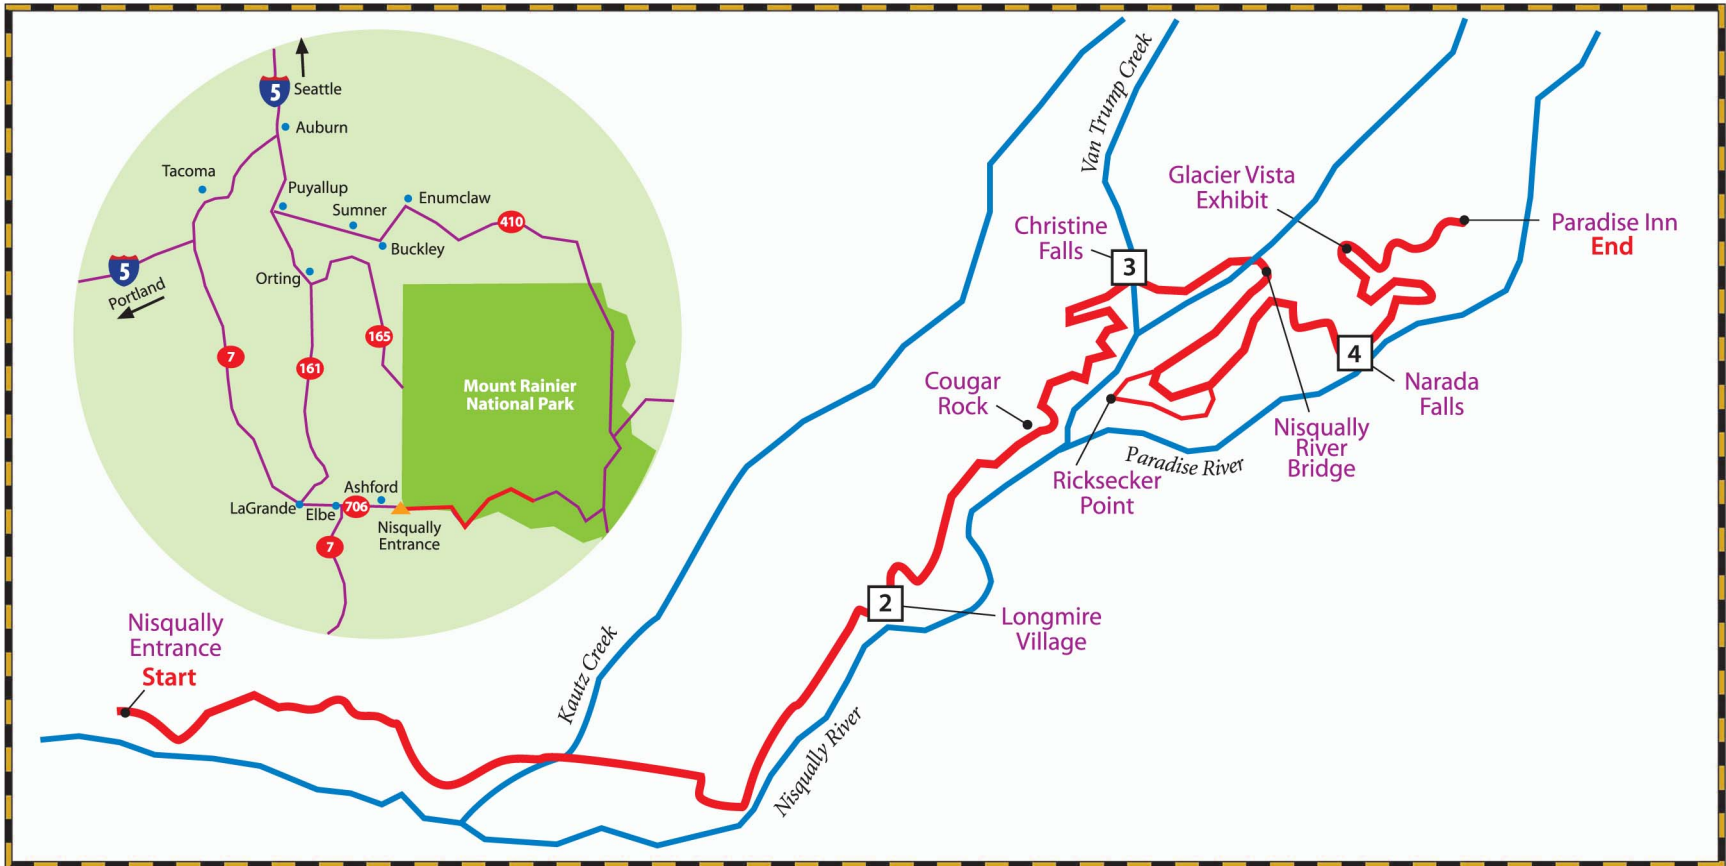 5
Seattle
Auburn
Tacoma
Puyallup
Sumner
Enumclaw
410
Buckley
5
Portland
Orting
7
161
165
Mount Rainier
National Park
LaGrande
Elbe
706
Ashford
Nisqually
Entrance
7
Nisqually
Entrance
Start
Kautz Creek
Nisqually River
2
Longmire
Village
Cougar
Rock
Van Trump Creek
Christine
Falls
3
Glacier Vista
Exhibit
Paradise Inn
End
4
Narada
Falls
Nisqually
River
Bridge
Paradise River
Ricksecker
Point